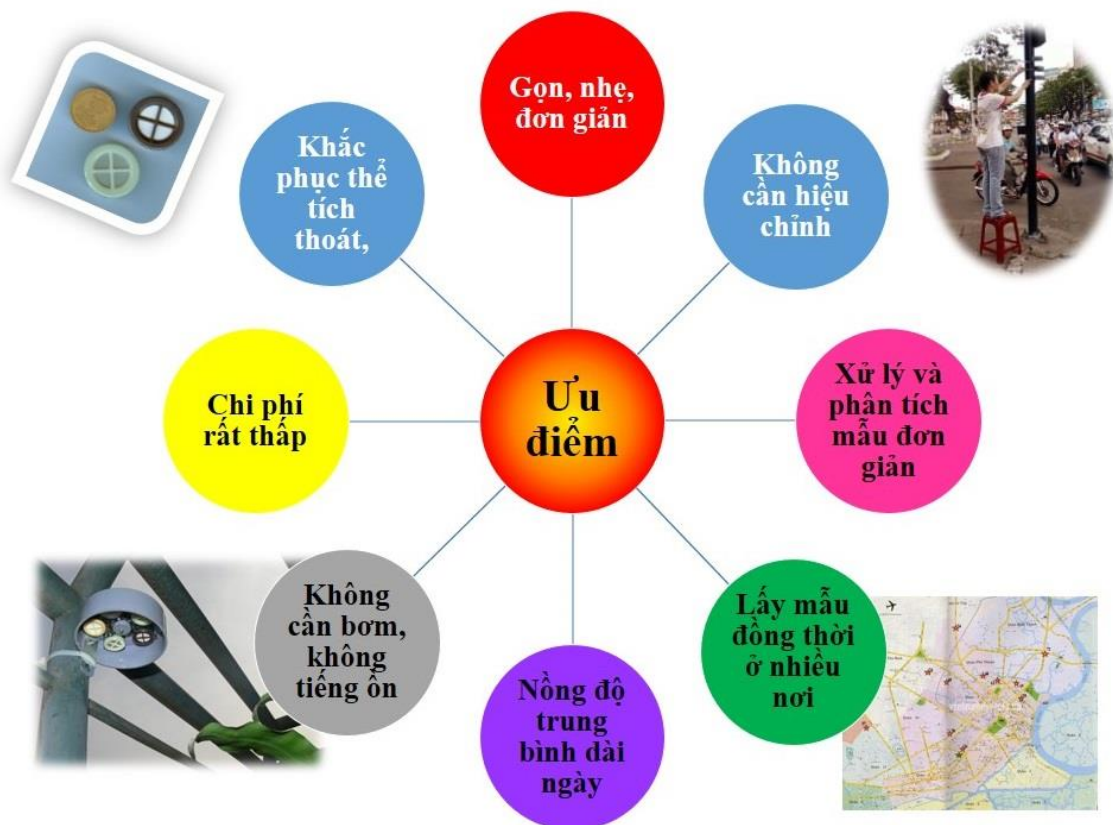 Gọn, nhẹ,
đơn giản
Không
cần hiệu
chỉnh
Xử lý và
phân tích
mẫu đơn
giản
Lấy mẫu
đồng thời
ở nhiều
nơi
Nồng độ
trung
bình dài
ngày
Không
cần bơm,
không
tiếng ồn
Chi phí
rất thấp
Khắc
phục thể
tích
thoát,
Ưu
điểm